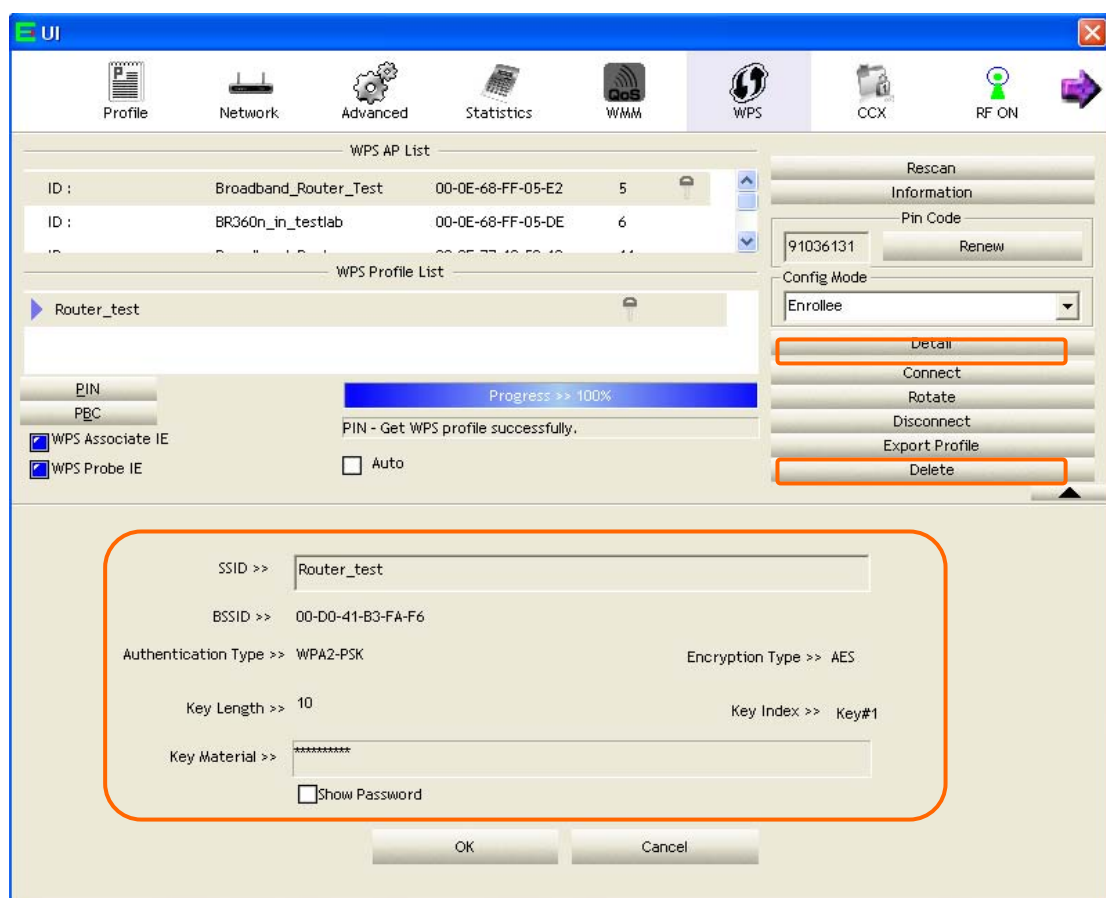 UI
Profile Network Advanced Statistics QoS WMM WPS CCX RF ON
WPS AP List
ID : Broadband_Router_Test 00-0E-68-FF-05-E2 5
ID : BR360n_in_testlab 00-0E-68-FF-05-DE 6
WPS Profile List
Router_test
Rescan
Information
Pin Code
91036131 Renew
Config Mode
Enrollee
Detail
Connect
Rotate
Disconnect
Export Profile
Delete
PIN
PBC
WPS Associate IE
WPS Probe IE
Progress >> 100%
PIN - Get WPS profile successfully.
Auto
SSID >> Router_test
BSSID >> 00-D0-41-B3-FA-F6
Authentication Type >> WPA2-PSK Encryption Type >> AES
Key Length >> 10 Key Index >> Key#1
Key Material >> **********
Show Password
OK Cancel